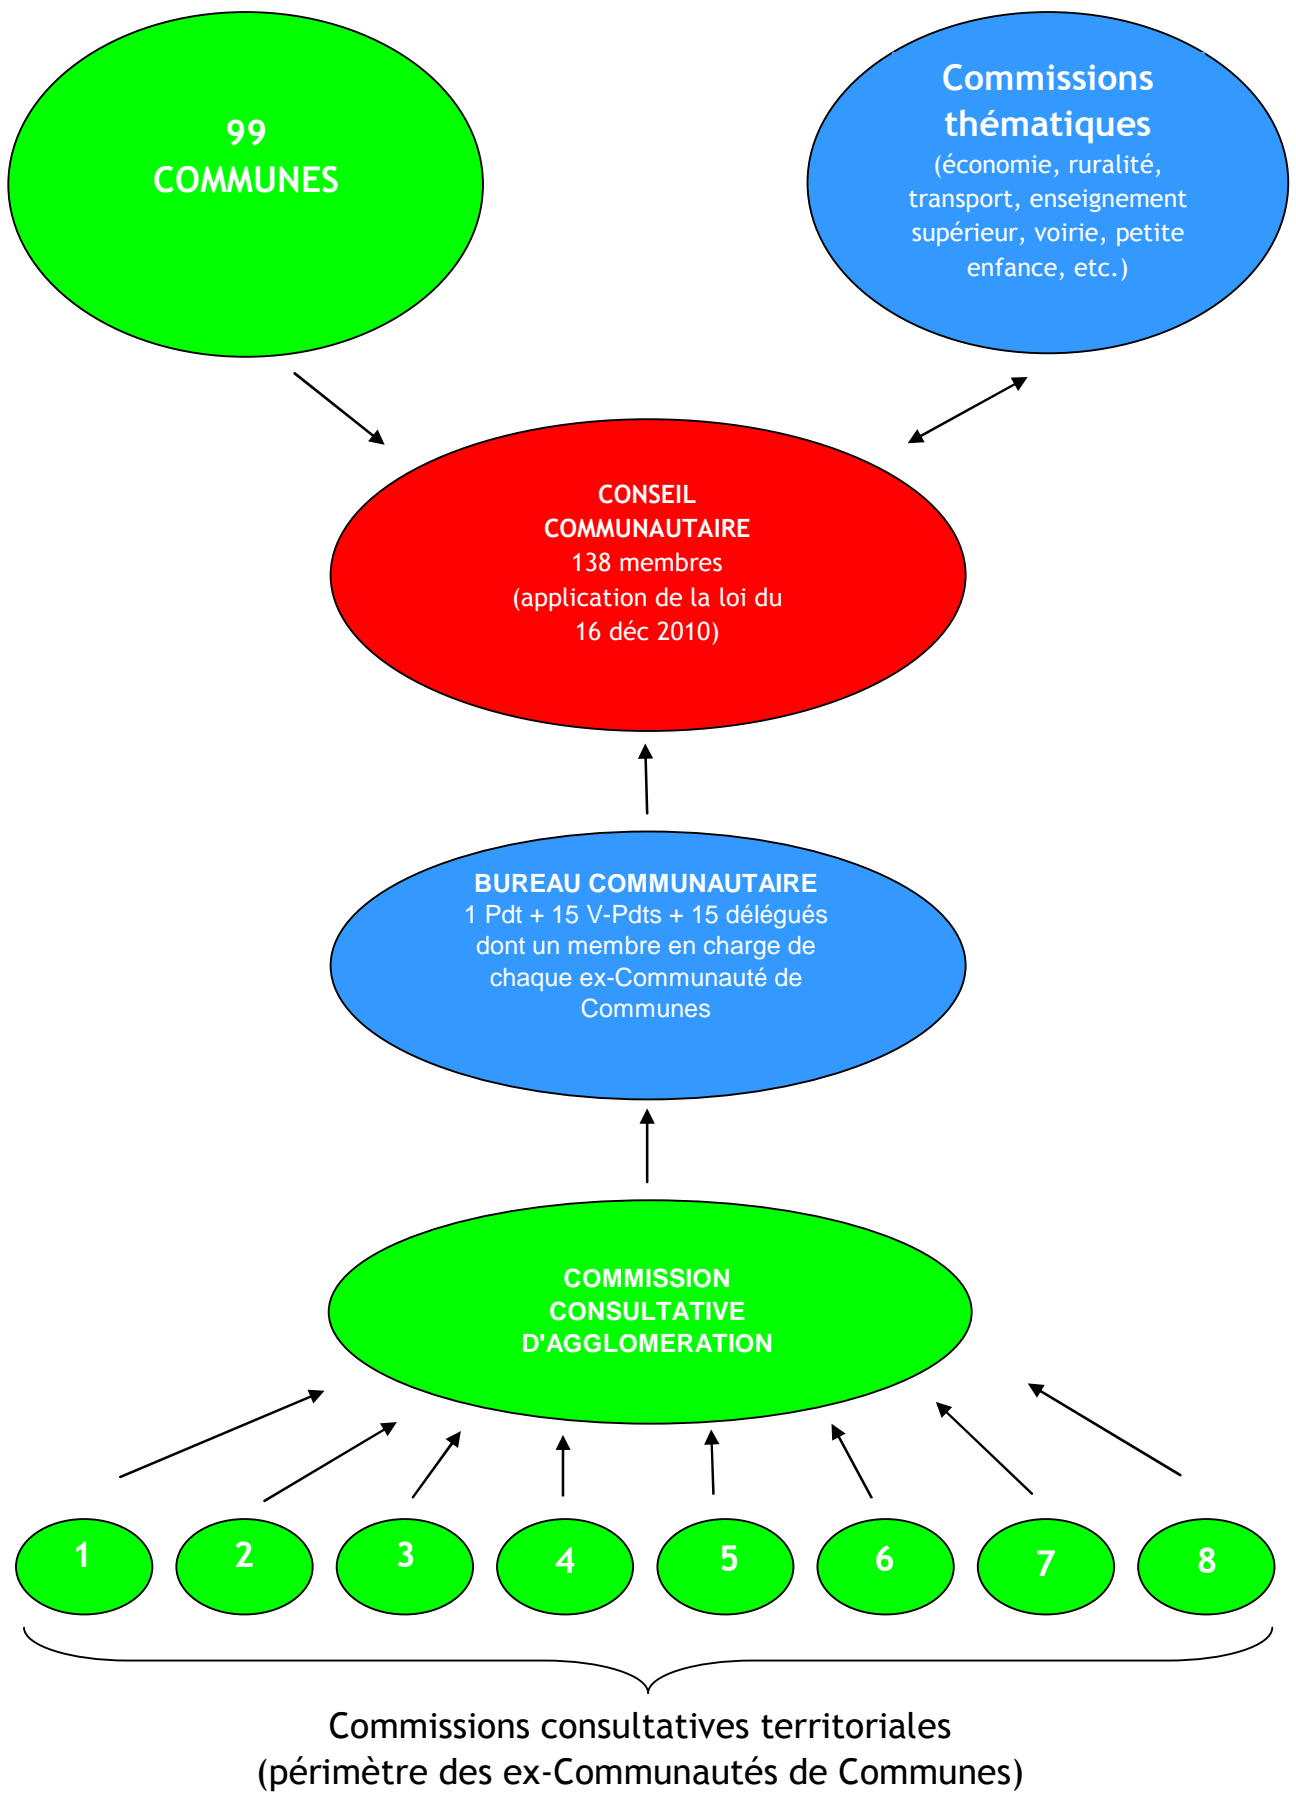 99
COMMUNES
Commissions
thématiques
(économie, ruralité,
transport, enseignement
supérieur, voirie, petite
enfance, etc.)
CONSEIL
COMMUNAUTAIRE
138 membres
(application de la loi du
16 déc 2010)
BUREAU COMMUNAUTAIRE
1 Pdt + 15 V-Pdts + 15 délégués
dont un membre en charge de
chaque ex-Communauté de
Communes
COMMISSION
CONSULTATIVE
D'AGGLOMERATION
1 2 3 4 5 6 7 8
Commissions consultatives territoriales
(périmètre des ex-Communautés de Communes)